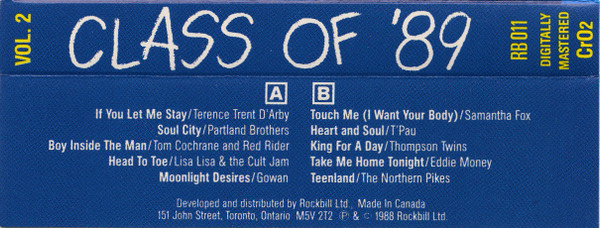 VOL. 2
CLASS OF '89
RB 011
DIGITALLY
MASTERED
CrO2
A
If You Let Me Stay/Terence Trent D'Arby
Soul City/Partland Brothers
Boy Inside The Man/Tom Cochrane and Red Rider
Head To Toe/Lisa Lisa & the Cult Jam
Moonlight Desires/Gowan
B
Touch Me (I Want Your Body)/Samantha Fox
Heart and Soul/T'Pau
King For A Day/Thompson Twins
Take Me Home Tonight/Eddie Money
Teenland/The Northern Pikes
Developed and distributed by Rockbill Ltd., Made In Canada
151 John Street, Toronto, Ontario M5V 2T2 ℗ & © 1988 Rockbill Ltd.